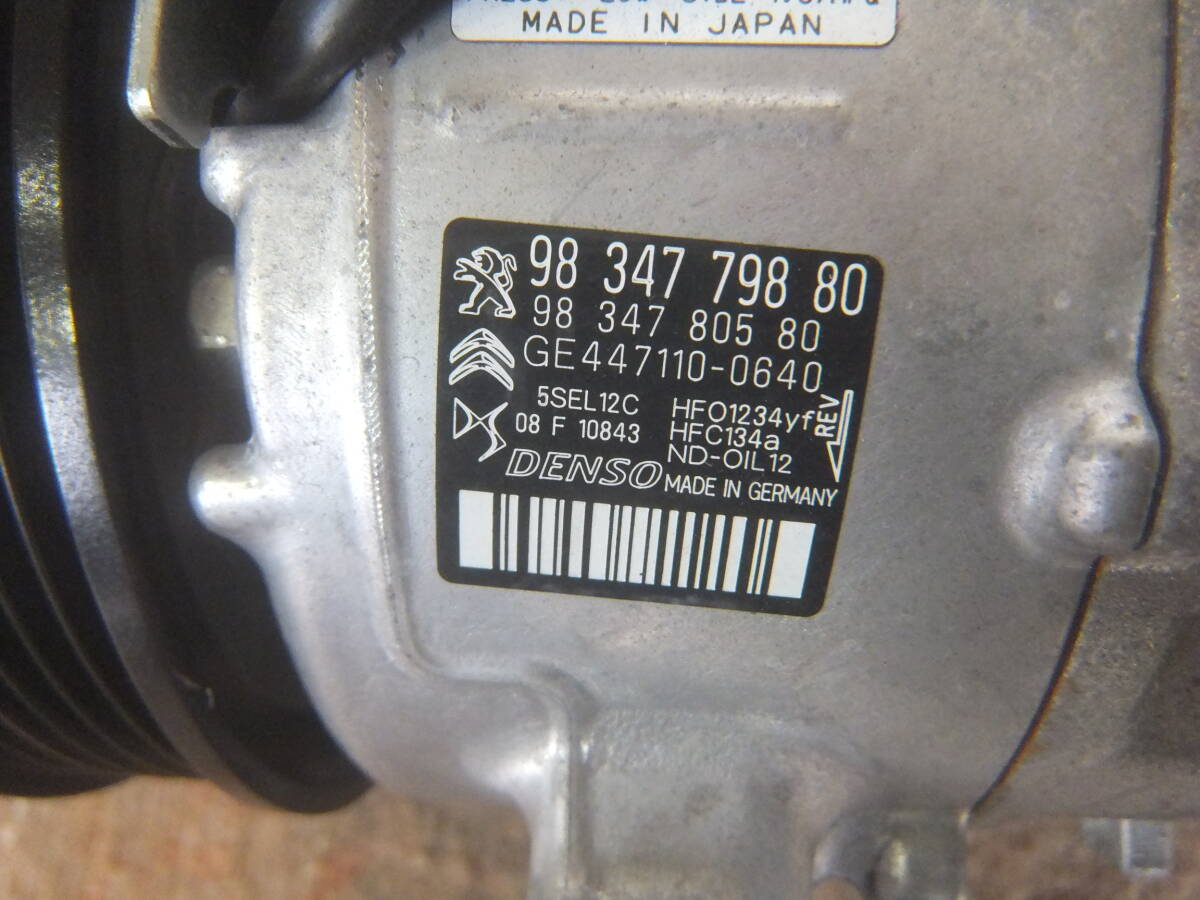 MADE IN JAPAN
98 347 798 80
98 347 805 80
GE447110-0640
5SEL12C HFO1234yf
08 F 10843 HFC134a
ND-OIL12
REV
DENSO MADE IN GERMANY